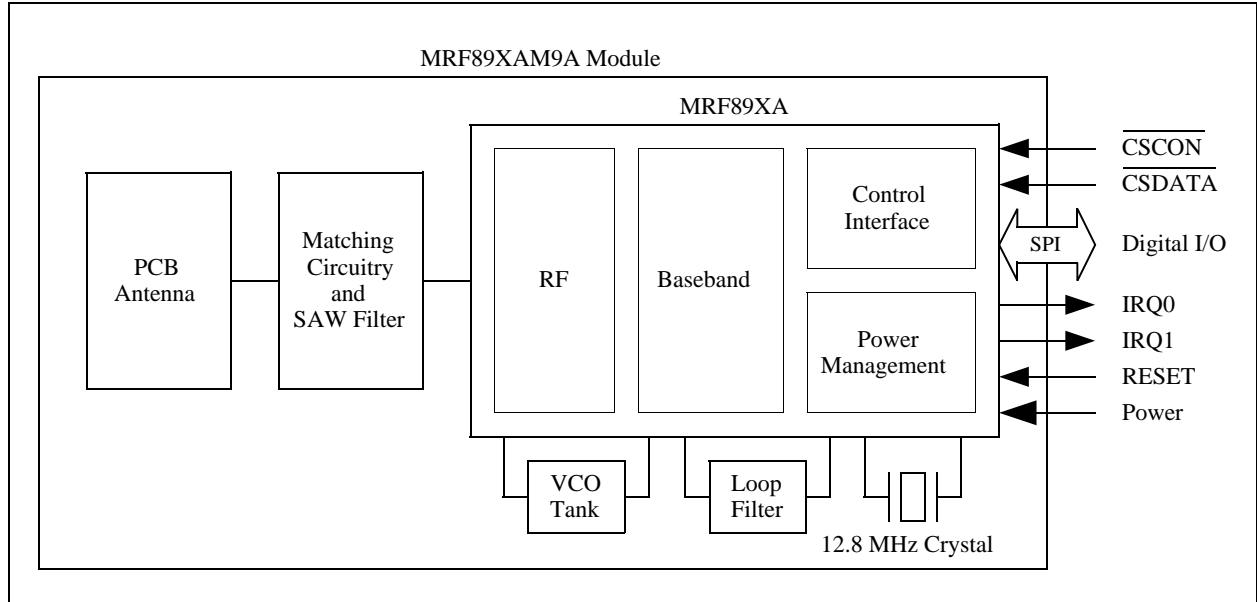 MRF89XAM9A Module
MRF89XA
PCB
Antenna
Matching
Circuitry
and
SAW Filter
RF
Baseband
Control
Interface
Power
Management
CSCON
CSDATA
SPI
Digital I/O
IRQ0
IRQ1
RESET
Power
VCO
Tank
Loop
Filter
12.8 MHz Crystal